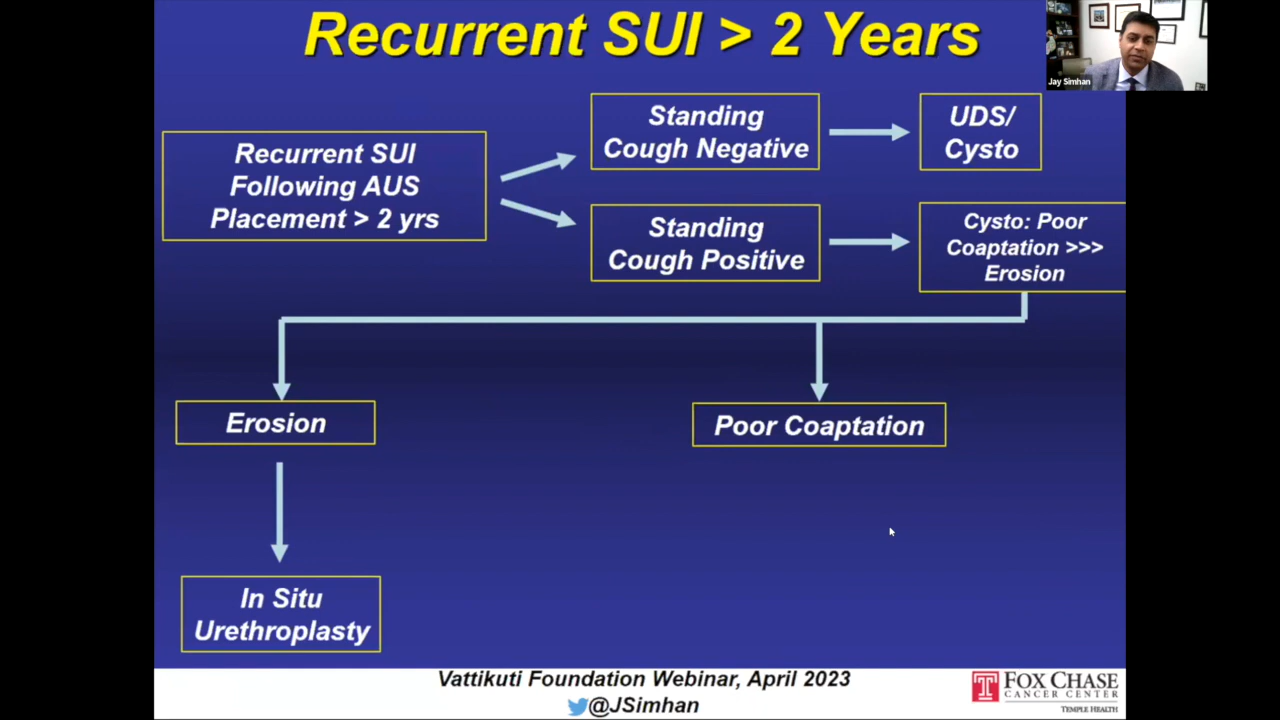 Recurrent SUI > 2 Years
Jay Simhan
Recurrent SUI
Following AUS
Placement > 2 yrs
Standing
Cough Negative
UDS/
Cysto
Standing
Cough Positive
Cysto: Poor
Coaptation >>>
Erosion
Erosion
Poor Coaptation
In Situ
Urethroplasty
Vattikuti Foundation Webinar, April 2023
@JSimhan
FOX CHASE
CANCER CENTER
TEMPLE HEALTH